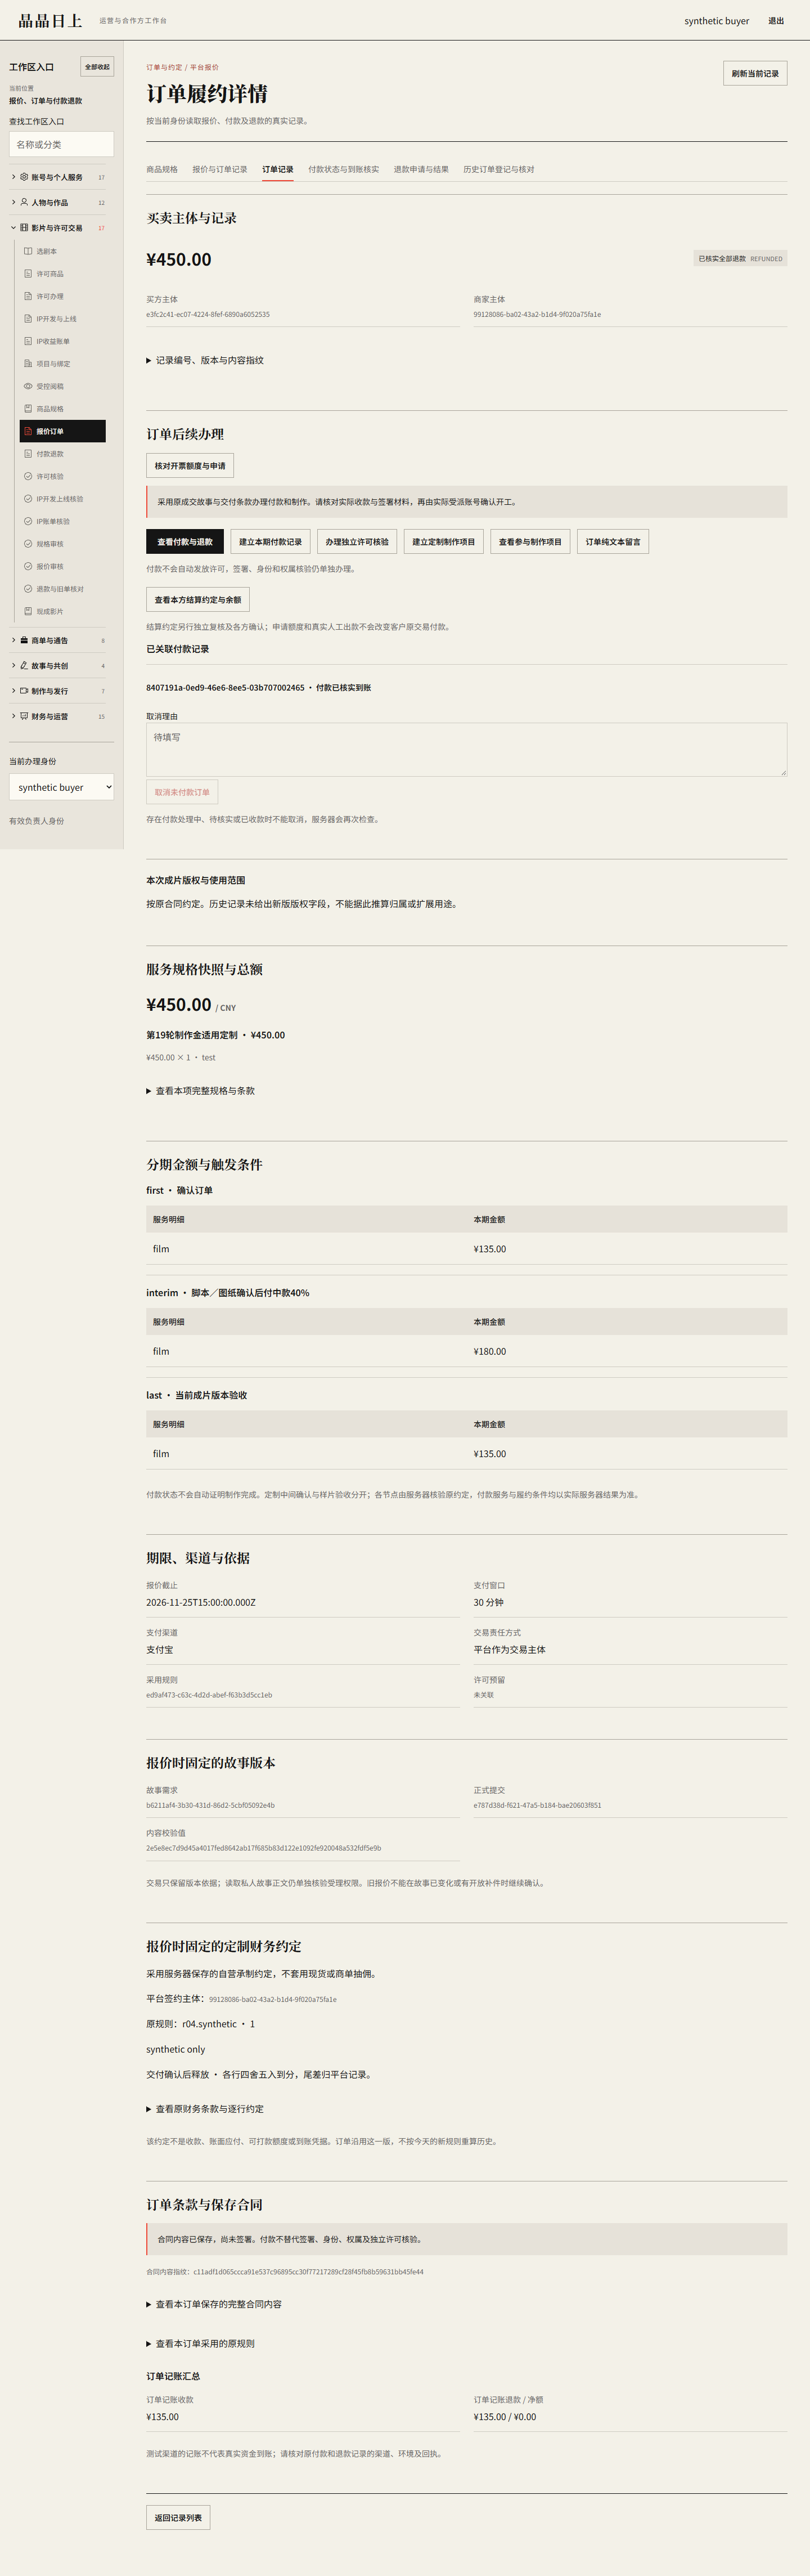 晶晶日上
运营与合作方工作台
synthetic buyer
退出
工作区入口
全部收起
当前位置
报价、订单与付款退款
查找工作区入口
名称或分类
账号与个人服务 17
人物与作品 12
影片与许可交易 17
选剧本
许可商品
许可办理
IP开发与上线
IP收益账单
项目与绑定
受控阅稿
商品规格
报价订单
付款退款
许可核验
IP开发上线核验
IP账单核验
规格审核
报价审核
退款与旧单核对
现成影片
商单与通告 8
故事与共创 4
制作与发行 7
财务与运营 15
当前办理身份
synthetic buyer
有效负责人身份
订单与约定 / 平台报价
订单履约详情
按当前身份读取报价、付款及退款的真实记录。
刷新当前记录
商品规格 报价与订单记录 订单记录 付款状态与到账核实 退款申请与结果 历史订单登记与核对
买卖主体与记录
¥450.00
已核实全部退款 REFUNDED
买方主体
e3fc2c41-ec07-4224-8fef-6890a6052535
商家主体
99128086-ba02-43a2-b1d4-9f020a75fa1e
记录编号、版本与内容指纹
订单后续办理
核对开票额度与申请
采用原成交故事与交付条款办理付款和制作。请核对实际收款与签署材料，再由实际受派账号确认开工。
查看付款与退款 建立本期付款记录 办理独立许可核验 建立定制制作项目 查看参与制作项目 订单纯文本留言
付款不会自动发放许可，签署、身份和权属核验仍单独办理。
查看本方结算约定与余额
结算约定另行独立复核及各方确认；申请额度和真实人工出款不会改变客户原交易付款。
已关联付款记录
8407191a-0ed9-46e6-8ee5-03b707002465 · 付款已核实到账
取消理由
待填写
取消未付款订单
存在付款处理中、待核实或已收款时不能取消，服务器会再次检查。
本次成片版权与使用范围
按原合同约定。历史记录未给出新版版权字段，不能据此推算归属或扩展用途。
服务规格快照与总额
¥450.00 / CNY
第19轮制作金适用定制 · ¥450.00
¥450.00 × 1 · test
查看本项完整规格与条款
分期金额与触发条件
first · 确认订单
服务明细 本期金额
film ¥135.00
interim · 脚本／图纸确认后付中款40%
服务明细 本期金额
film ¥180.00
last · 当前成片版本验收
服务明细 本期金额
film ¥135.00
付款状态不会自动证明制作完成。定制中间确认与样片验收分开；各节点由服务器核验原约定，付款服务与履约条件均以实际服务器结果为准。
期限、渠道与依据
报价截止
2026-11-25T15:00:00.000Z
支付窗口
30 分钟
支付渠道
支付宝
交易责任方式
平台作为交易主体
采用规则
ed9af473-c63c-4d2d-abef-f63b3d5cc1eb
许可预留
未关联
报价时固定的故事版本
故事需求
b6211af4-3b30-431d-86d2-5cbf05092e4b
正式提交
e787d38d-f621-47a5-b184-bae20603f851
内容校验值
2e5e8ec7d9d45a4017fed8642ab17f685b83d122e1092fe920048a532fdf5e9b
交易只保留版本依据；读取私人故事正文仍单独核验受理权限。旧报价不能在故事已变化或有开放补件时继续确认。
报价时固定的定制财务约定
采用服务器保存的自营承制约定，不套用现货或商单抽佣。
平台签约主体：99128086-ba02-43a2-b1d4-9f020a75fa1e
原规则：r04.synthetic · 1
synthetic only
交付确认后释放 · 各行四舍五入到分，尾差归平台记录。
查看原财务条款与逐行约定
该约定不是收款、账面应付、可打款额度或到账凭据。订单沿用这一版，不按今天的新规则重算历史。
订单条款与保存合同
合同内容已保存，尚未签署。付款不替代签署、身份、权属及独立许可核验。
合同内容指纹：c11adf1d065ccca91e537c96895cc30f77217289cf28f45fb8b59631bb45fe44
查看本订单保存的完整合同内容
查看本订单采用的原规则
订单记账汇总
订单记账收款
¥135.00
订单记账退款 / 净额
¥135.00 / ¥0.00
测试渠道的记账不代表真实资金到账；请核对原付款和退款记录的渠道、环境及回执。
返回记录列表